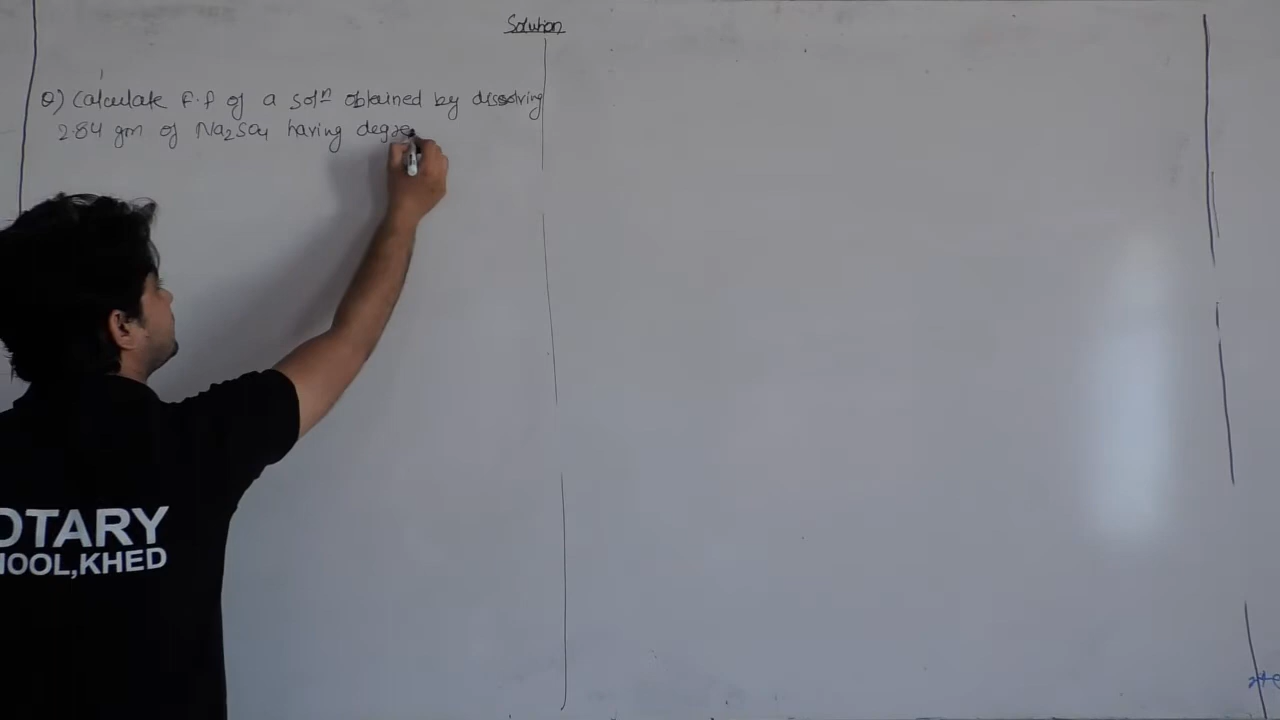 Solution
Q) Calculate F.P of a solⁿ obtained by dissolving
2.84 gm of Na₂SO₄ having degree
OTARY
HOOL,KHED